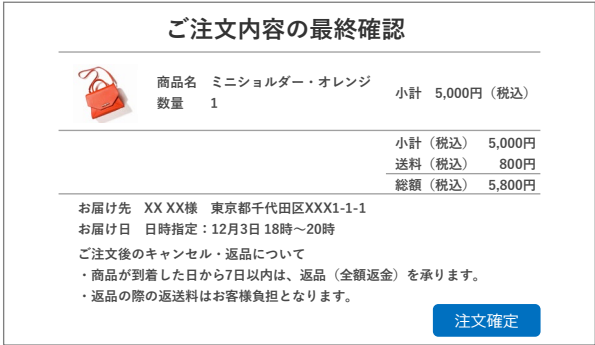 ご注文内容の最終確認
商品名 ミニショルダー・オレンジ
数量 1
小計 5,000円（税込）
小計（税込） 5,000円
送料（税込） 800円
総額（税込） 5,800円
お届け先 XX XX様 東京都千代田区XXX1-1-1
お届け日 日時指定：12月3日 18時～20時
ご注文後のキャンセル・返品について
・商品が到着した日から7日以内は、返品（全額返金）を承ります。
・返品の際の返送料はお客様負担となります。
注文確定